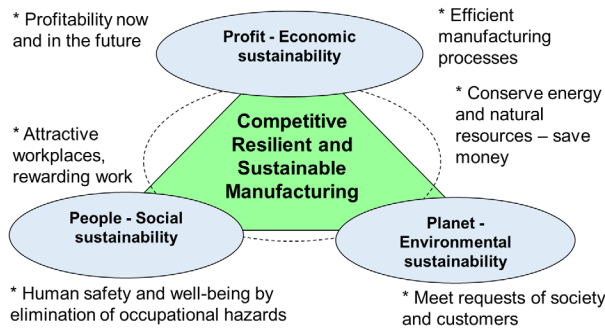 * Profitability now
and in the future
Profit - Economic
sustainability
* Efficient
manufacturing
processes
* Conserve energy
and natural
resources – save
money
Competitive
Resilient and
Sustainable
Manufacturing
* Attractive
workplaces,
rewarding work
People - Social
sustainability
Planet -
Environmental
sustainability
* Human safety and well-being by
elimination of occupational hazards
* Meet requests of society
and customers